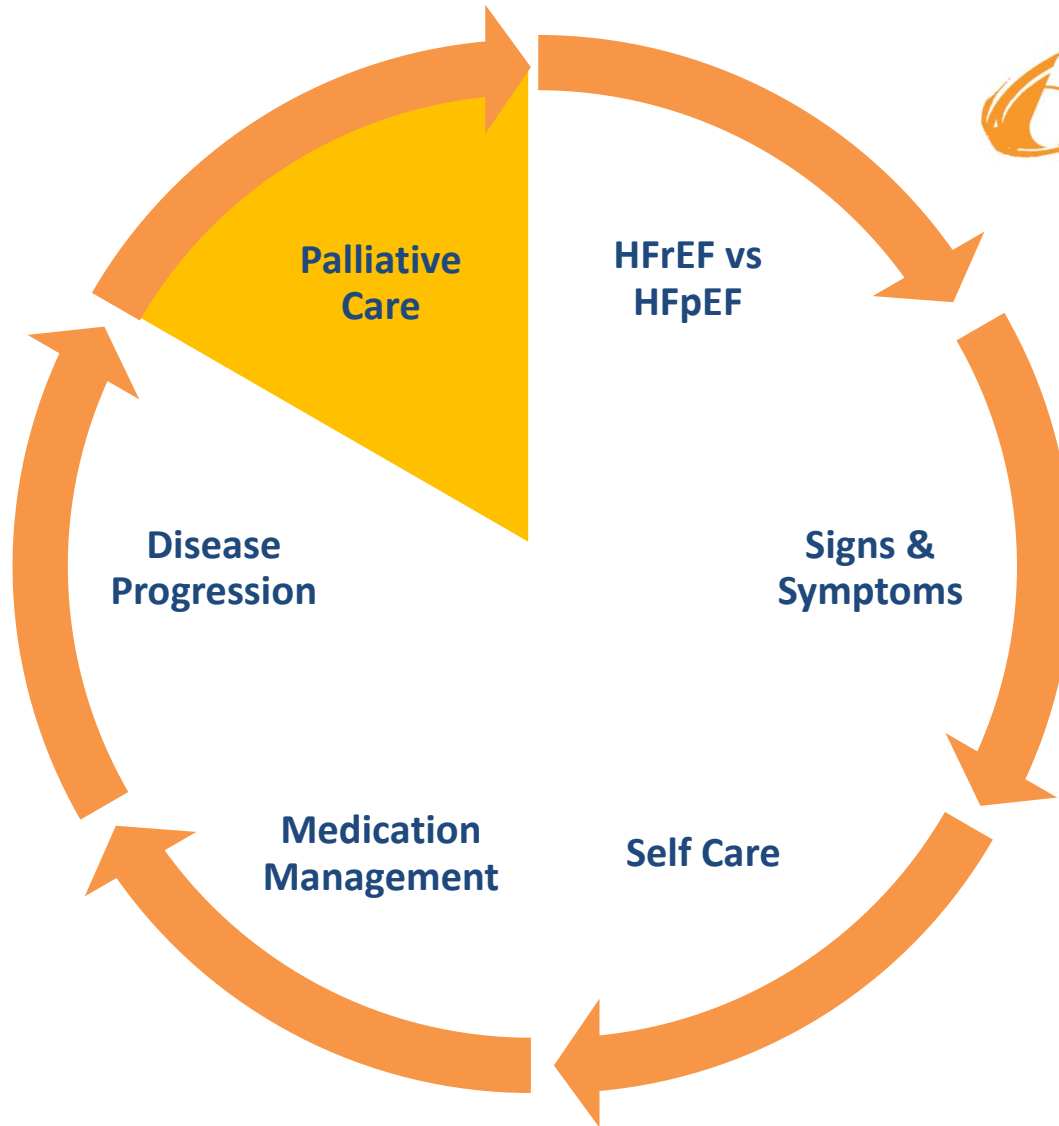 Palliative
Care
HFrEF vs
HFpEF
Disease
Progression
Signs &
Symptoms
Medication
Management
Self Care